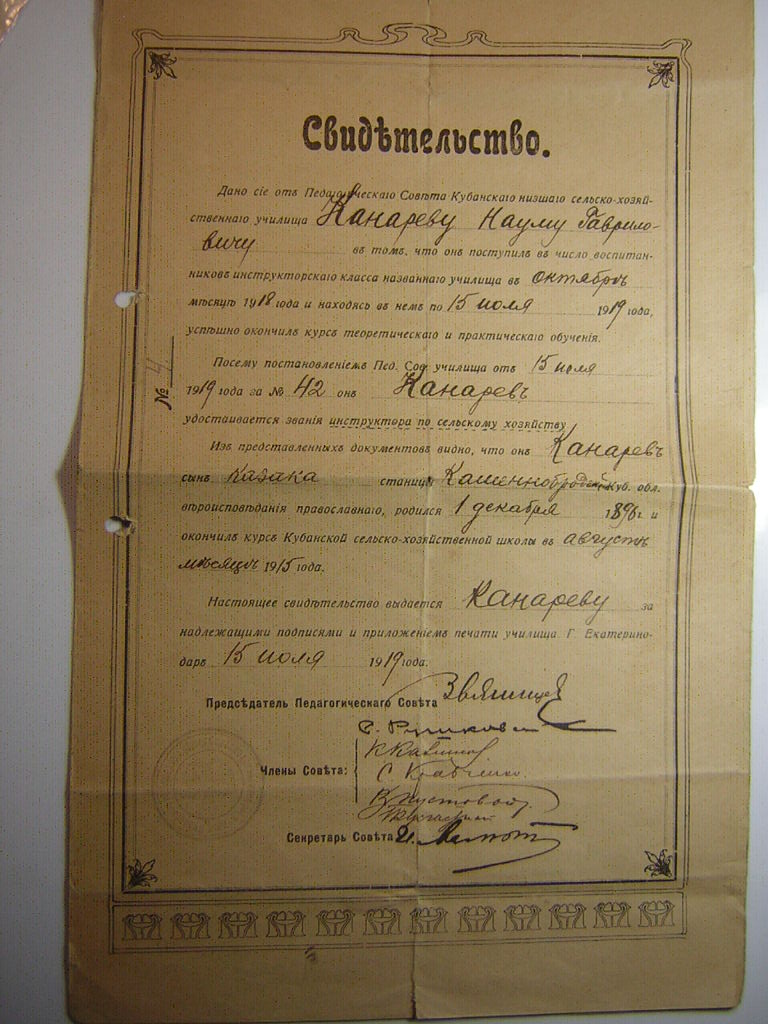 Свидѣтельство.
Дано сіе отъ Педагогическаго Совѣта Кубанскаго низшаго сельско-хозяй-
ственнаго училища Канареву Науму Гаврило-
вичу въ томъ, что онъ поступилъ въ число воспитан-
никовъ инструкторскаго класса названнаго училища въ октябрѣ
мѣсяцѣ 1918 года и находясь въ немъ по 15 июля 1919 года,
успѣшно окончилъ курсъ теоретическаго и практическаго обученія.
Посему постановленіемъ Пед. Сов. училища отъ 15 июля
1919 года за № 42 онъ Канаревъ
№ 4
удостаивается званія инструктора по сельскому хозяйству
Изъ представленныхъ документовъ видно, что онъ Канаревъ
сынъ казака станицы Каменнобродской Куб. обл.
вѣроисповѣданія православнаго, родился 1 декабря 1896 г. и
окончилъ курсъ Кубанской сельско-хозяйственной школы въ августѣ
мѣсяцѣ 1915 года.
Настоящее свидѣтельство выдается Канареву за
надлежащими подписями и приложеніемъ печати училища. Г. Екатерино-
даръ 15 июля 1919 года.
Предсѣдатель Педагогическаго Совѣта
Члены Совѣта:
Секретарь Совѣта